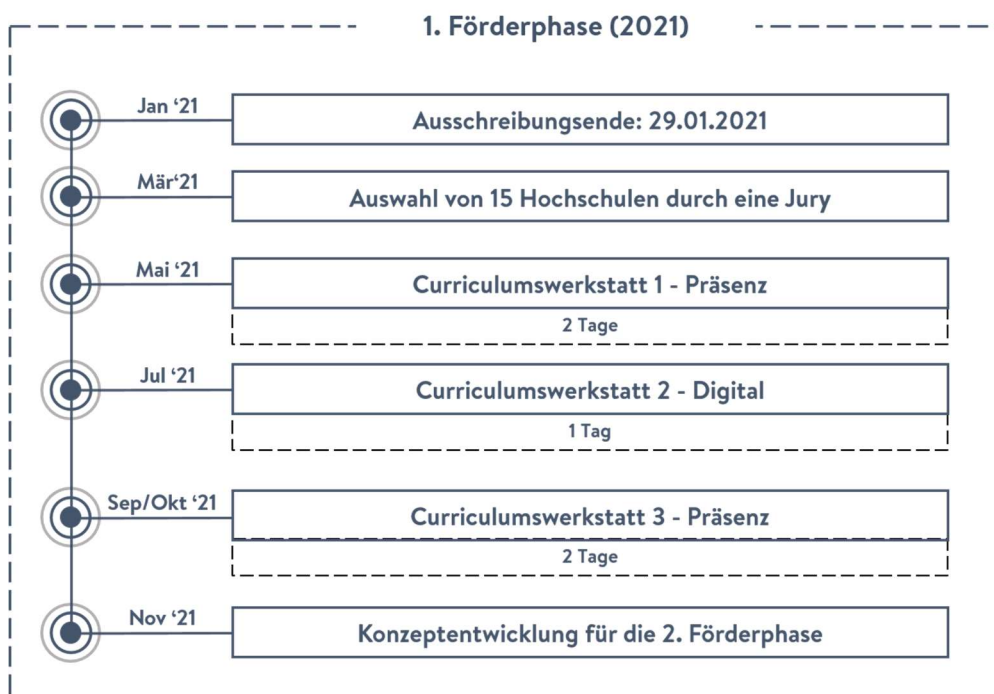 1. Förderphase (2021)
Jan ‘21
Ausschreibungsende: 29.01.2021
Mär‘21
Auswahl von 15 Hochschulen durch eine Jury
Mai ‘21
Curriculumswerkstatt 1 - Präsenz
2 Tage
Jul ‘21
Curriculumswerkstatt 2 - Digital
1 Tag
Sep/Okt ‘21
Curriculumswerkstatt 3 - Präsenz
2 Tage
Nov ‘21
Konzeptentwicklung für die 2. Förderphase